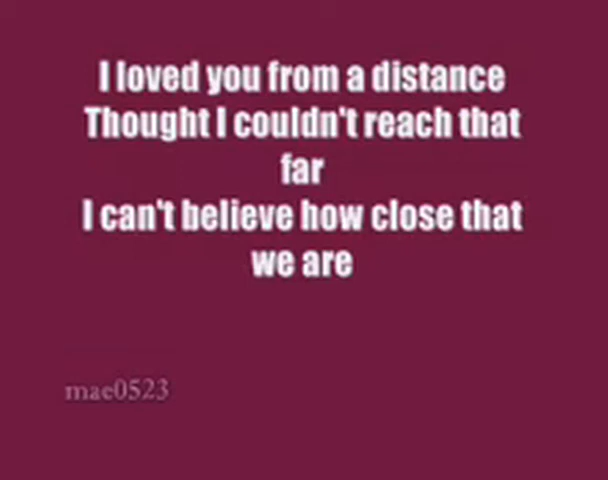 I loved you from a distance
Thought I couldn't reach that
far
I can't believe how close that
we are
mae0523